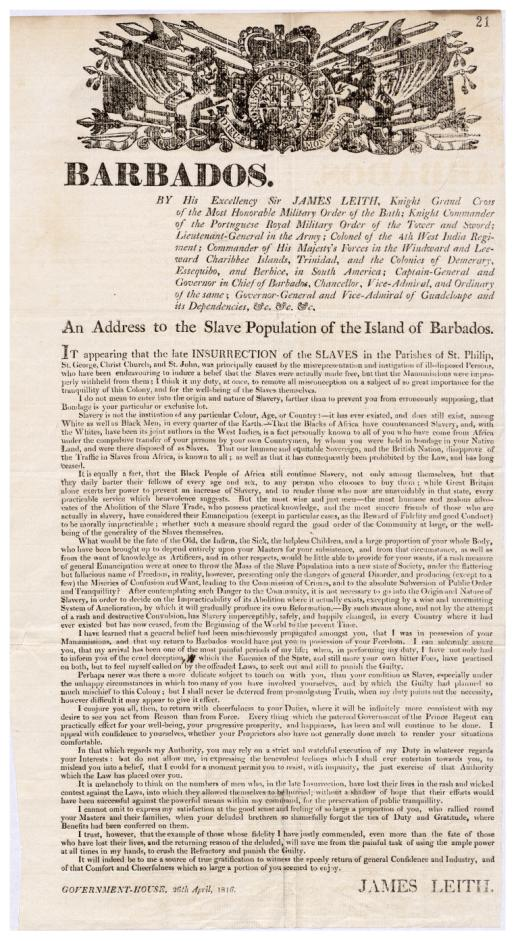 21
BARBADOS.
BY His Excellency Sir JAMES LEITH, Knight Grand Cross
of the Most Honorable Military Order of the Bath; Knight Commander
of the Portuguese Royal Military Order of the Tower and Sword;
Lieutenant-General in the Army; Colonel of the 4th West India Regi-
ment; Commander of His Majesty's Forces in the Windward and Lee-
ward Charibbee Islands, Trinidad, and the Colonies of Demerary,
Essequibo, and Berbice, in South America; Captain-General and
Governor in Chief of Barbados, Chancellor, Vice-Admiral, and Ordinary
of the same; Governor-General and Vice-Admiral of Guadeloupe and
its Dependencies, &c. &c. &c.
An Address to the Slave Population of the Island of Barbados.
IT appearing that the late INSURRECTION of the SLAVES in the Parishes of St. Philip,
St. George, Christ Church, and St. John, was principally caused by the misrepresentation and instigation of ill-disposed Persons,
who have been endeavouring to induce a belief that the Slaves were actually made free, but that the Manumissions were impro-
perly withheld from them; I think it my duty, at once, to remove all misconception on a subject of so great importance for the
tranquillity of this Colony, and for the well-being of the Slaves themselves.
I do not mean to enter into the origin and nature of Slavery, farther than to prevent you from erroneously supposing, that
Bondage is your particular or exclusive lot.
Slavery is not the institution of any particular Colour, Age, or Country:—it has ever existed, and does still exist, among
White as well as Black Men, in every quarter of the Earth.—That the Blacks of Africa have countenanced Slavery, and, with
the Whites, have been its joint authors in the West Indies, is a fact personally known to all of you who have come from Africa
under the compulsive transfer of your persons by your own Countrymen, by whom you were held in bondage in your Native
Land, and were there disposed of as Slaves. That our humane and equitable Sovereign, and the British Nation, disapprove of
the Traffic in Slaves from Africa, is known to all; as well as that it has consequently been prohibited by the Law, and has long
ceased.
It is equally a fact, that the Black People of Africa still continue Slavery, not only among themselves, but that
they daily barter their fellows of every age and sex, to any person who chooses to buy them; while Great Britain
alone exerts her power to prevent an increase of Slavery, and to render those who now are unavoidably in that state, every
practicable service which benevolence suggests. But the most wise and just men—the most humane and zealous advo-
cates of the Abolition of the Slave Trade, who possess practical knowledge, and the most sincere friends of those who are
actually in slavery, have considered their Emancipation (except in particular cases, as the Reward of Fidelity and good Conduct)
to be morally impracticable; whether such a measure should regard the good order of the Community at large, or the well-
being of the generality of the Slaves themselves.
What would be the fate of the Old, the Infirm, the Sick, the helpless Children, and a large proportion of your whole Body,
who have been brought up to depend entirely upon your Masters for your subsistence, and from that circumstance, as well as
from the want of knowledge as Artificers, and in other respects, would be little able to provide for your wants, if a rash measure
of general Emancipation were at once to throw the Mass of the Slave Population into a new state of Society, under the flattering
but fallacious name of Freedom, in reality, however, presenting only the dangers of general Disorder, and producing (except to a
few) the Miseries of Confusion and Want, leading to the Commission of Crimes, and to the absolute Subversion of Public Order
and Tranquillity? After contemplating such Danger to the Community, it is not necessary to go into the Origin and Nature of
Slavery, in order to decide on the Impracticability of its Abolition where it actually exists, excepting by a wise and unremitting
System of Amelioration, by which it will gradually produce its own Reformation.—By such means alone, and not by the attempt
of a rash and destructive Convulsion, has Slavery imperceptibly, safely, and happily changed, in every Country where it had
ever existed but has now ceased, from the Beginning of the World to the present Time.
I have learned that a general belief had been mischievously propagated amongst you, that I was in possession of your
Manumissions, and that my return to Barbados would have put you in possession of your Freedom. I can solemnly assure
you, that my arrival has been one of the most painful periods of my life; when, in performing my duty, I have not only had
to inform you of the cruel deception, which the Enemies of the State, and still more your own bitter Foes, have practised
on both, but to feel myself called on by the offended Laws, to seek out and still to punish the Guilty.
Perhaps never was there a more delicate subject to touch on with you, than your condition as Slaves, especially under
the unhappy circumstances in which too many of you have involved yourselves, and by which the Guilty had planned so
much mischief to this Colony; but I shall never be deterred from promulgating Truth, when my duty points out the necessity,
however difficult it may appear to give it effect.
I conjure you all, then, to return with cheerfulness to your Duties, where it will be infinitely more consistent with my
desire to see you act from Reason than from Force. Every thing which the paternal Government of the Prince Regent can
practically effect for your well-being, your progressive prosperity, and happiness, has been and will continue to be done. I
appeal with confidence to yourselves, whether your Proprietors also have not generally done much to render your situations
comfortable.
In that which regards my Authority, you may rely on a strict and watchful execution of my Duty in whatever regards
your Interests: but do not allow me, in expressing the benevolent feelings which I shall ever entertain towards you, to
mislead you into a belief, that I could for a moment permit you to resist, with impunity, the just exercise of that Authority
which the Law has placed over you.
It is melancholy to think on the numbers of men who, in the late Insurrection, have lost their lives in the rash and wicked
contest against the Laws, into which they allowed themselves to be hurried; without a shadow of hope that their efforts would
have been successful against the powerful means within my command, for the preservation of public tranquillity.
I cannot omit to express my satisfaction at the good sense and feeling of so large a proportion of you, who rallied round
your Masters and their families, when your deluded brethren so shamefully forgot the ties of Duty and Gratitude, where
Benefits had been conferred on them.
I trust, however, that the example of those whose fidelity I have justly commended, even more than the fate of those
who have lost their lives, and the returning reason of the deluded, will save me from the painful task of using the ample power
at all times in my hands, to crush the Refractory and punish the Guilty.
It will indeed be to me a source of true gratification to witness the speedy return of general Confidence and Industry, and
of that Comfort and Cheerfulness which so large a portion of you seemed to enjoy.
GOVERNMENT-HOUSE, 26th April, 1816.
JAMES LEITH.